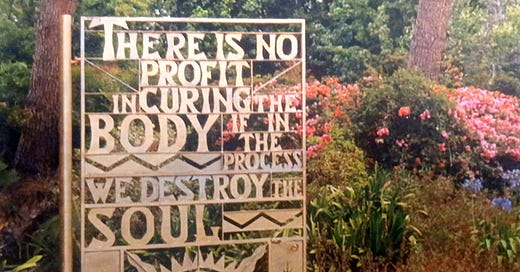 THERE IS NO
PROFIT
IN CURING THE
BODY IF IN
THE
PROCESS
WE DESTROY THE
SOUL